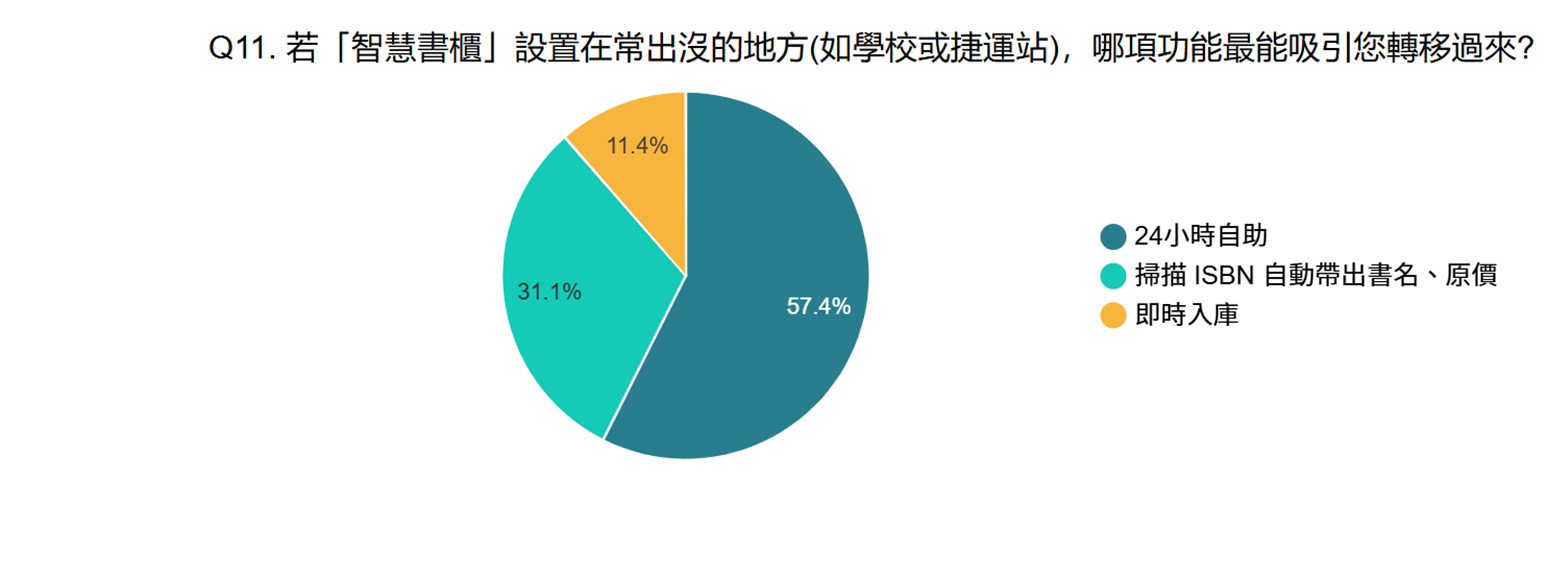 Q11. 若「智慧書櫃」設置在常出沒的地方(如學校或捷運站)，哪項功能最能吸引您轉移過來?
11.4%
31.1%
57.4%
24小時自助
掃描 ISBN 自動帶出書名、原價
即時入庫